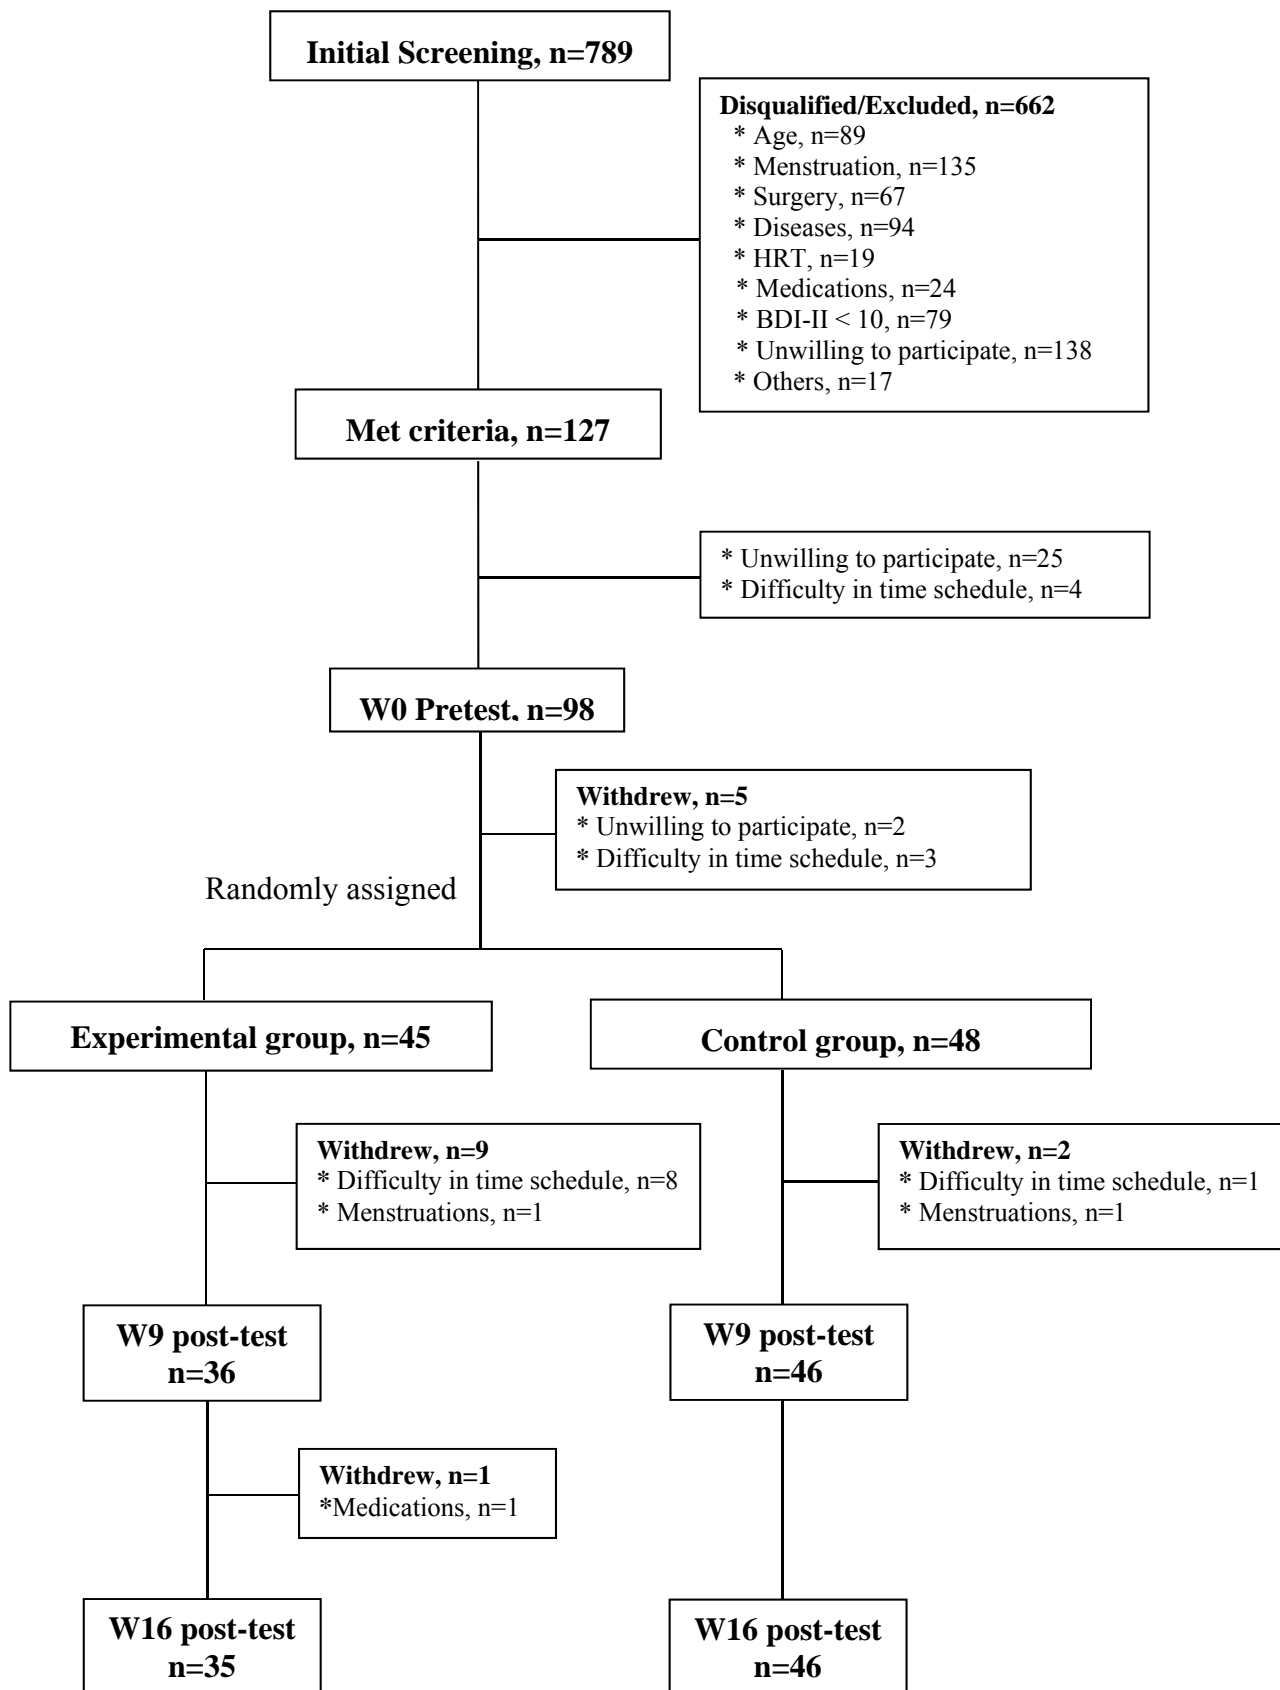 Initial Screening, n=789
Disqualified/Excluded, n=662
* Age, n=89
* Menstruation, n=135
* Surgery, n=67
* Diseases, n=94
* HRT, n=19
* Medications, n=24
* BDI-II < 10, n=79
* Unwilling to participate, n=138
* Others, n=17
Met criteria, n=127
* Unwilling to participate, n=25
* Difficulty in time schedule, n=4
W0 Pretest, n=98
Withdrew, n=5
* Unwilling to participate, n=2
* Difficulty in time schedule, n=3
Randomly assigned
Experimental group, n=45
Control group, n=48
Withdrew, n=9
* Difficulty in time schedule, n=8
* Menstruations, n=1
Withdrew, n=2
* Difficulty in time schedule, n=1
* Menstruations, n=1
W9 post-test
n=36
W9 post-test
n=46
Withdrew, n=1
*Medications, n=1
W16 post-test
n=35
W16 post-test
n=46